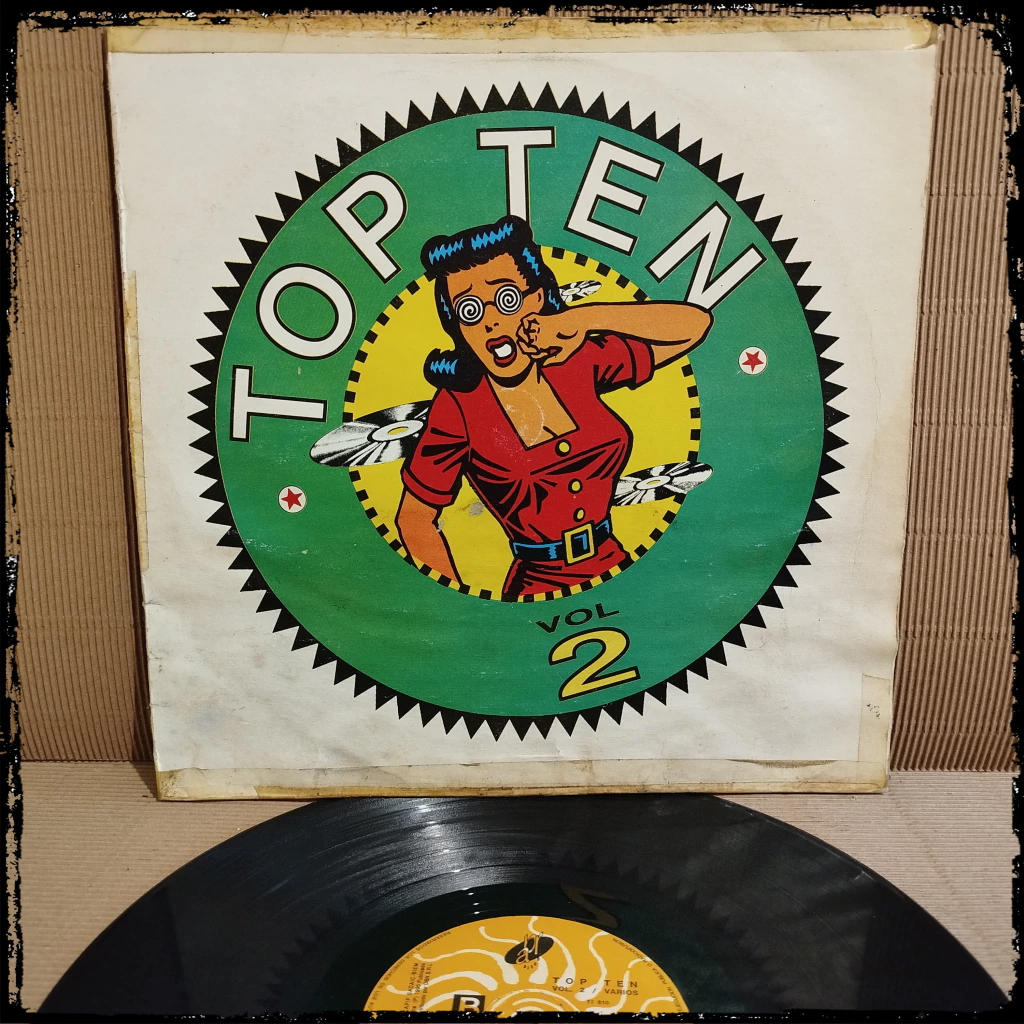 TOP TEN
VOL
2
TOP TEN
VOL. 2 / VARIOS
B